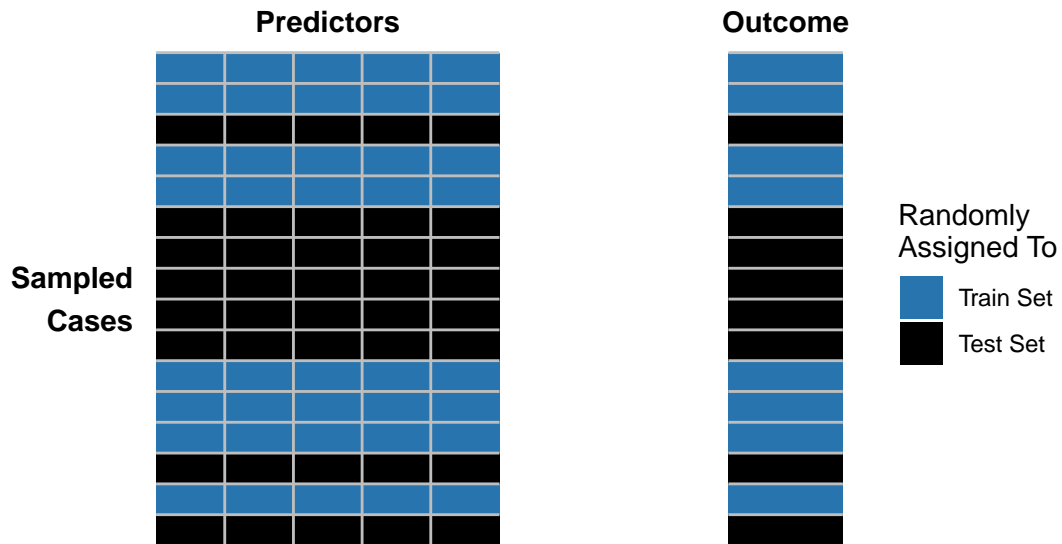 Predictors
Outcome
Sampled
Cases
Randomly
Assigned To
Train Set
Test Set